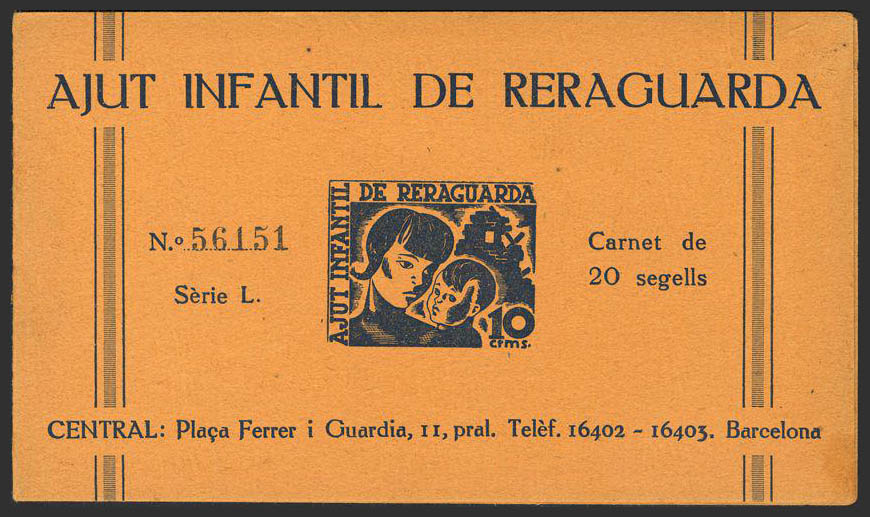 AJUT INFANTIL DE RERAGUARDA
N.º 56151
Sèrie L.
AJUT INFANTIL
DE RERAGUARDA
10
CTMS.
Carnet de
20 segells
CENTRAL: Plaça Ferrer i Guardia, 11, pral. Telèf. 16402 - 16403. Barcelona